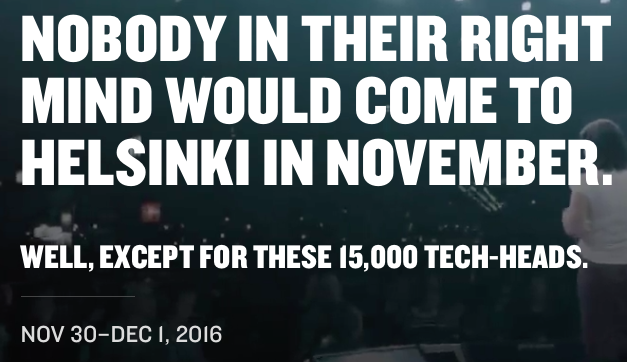 NOBODY IN THEIR RIGHT
MIND WOULD COME TO
HELSINKI IN NOVEMBER.
WELL, EXCEPT FOR THESE 15,000 TECH-HEADS.
NOV 30–DEC 1, 2016